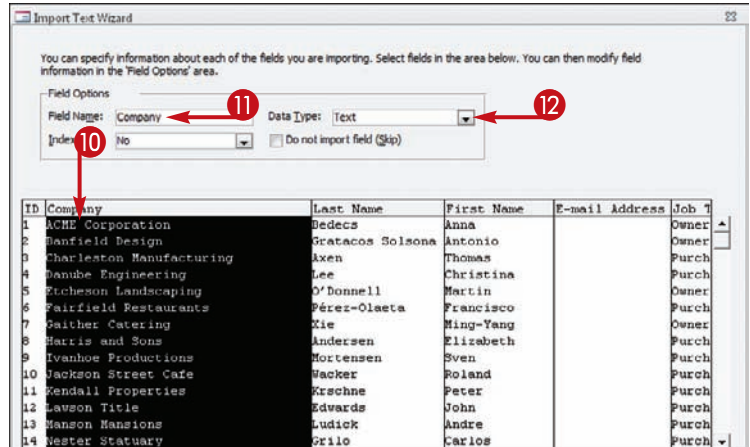 Import Text Wizard
You can specify information about each of the fields you are importing. Select fields in the area below. You can then modify field
information in the 'Field Options' area.
Field Options
Field Name: Company 11 Data Type: Text 12
10 No Do not import field (Skip)
ID Company Last Name First Name E-mail Address Job T
1 ACME Corporation Bedecs Anna Owner
2 Banfield Design Gratacos Solsona Antonio Owner
3 Charleston Manufacturing Axen Thomas Purch
4 Danube Engineering Lee Christina Purch
5 Etcheson Landscaping O'Donnell Martin Owner
6 Fairfield Restaurants Pérez-Olaeta Francisco Purch
7 Gaither Catering Xie Ming-Yang Owner
8 Harris and Sons Andersen Elizabeth Purch
9 Ivanhoe Productions Mortensen Sven Purch
10 Jackson Street Cafe Wacker Roland Purch
11 Kendall Properties Krschne Peter Purch
12 Lawson Title Edwards John Purch
13 Manson Mansions Ludick Andre Purch
14 Nester Statuary Grilo Carlos Purch